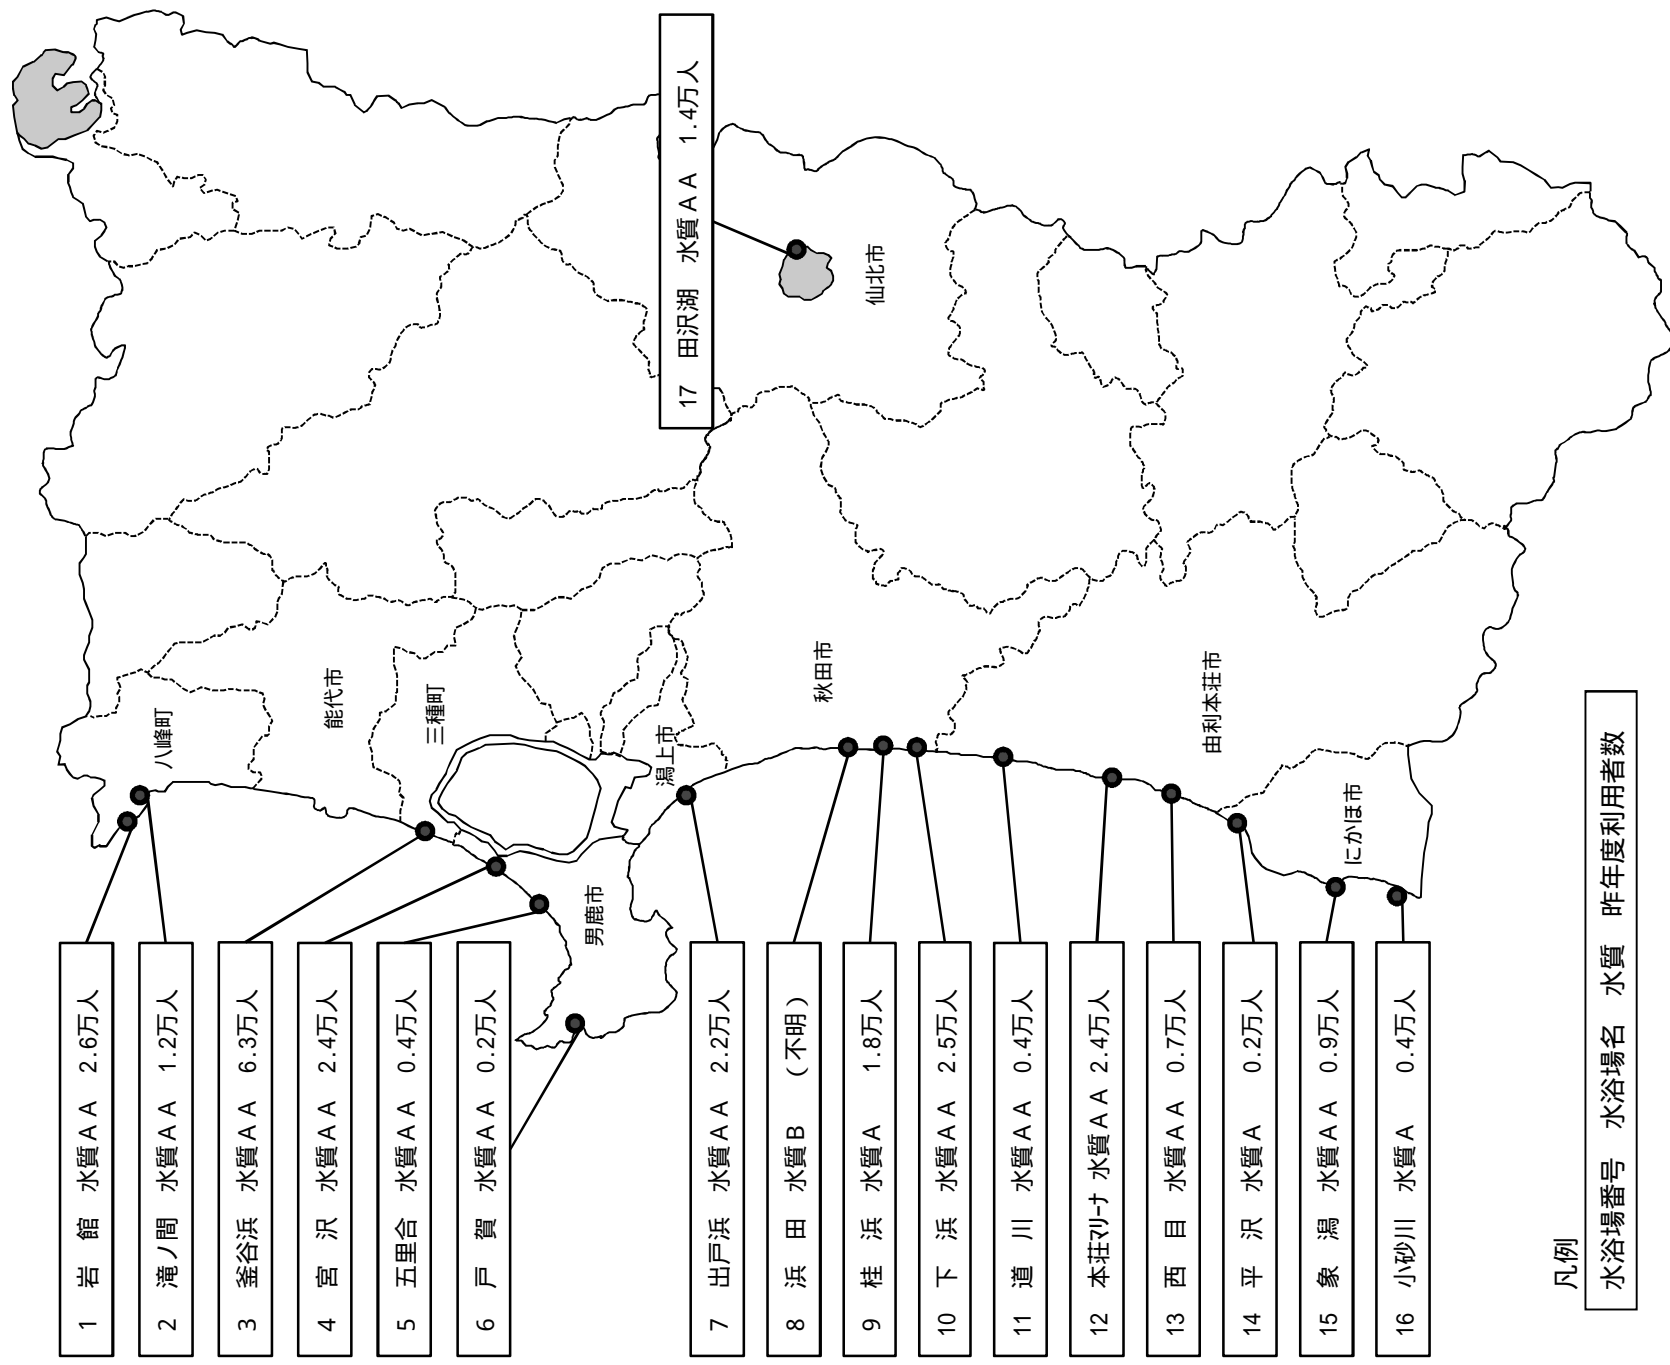 1 岩 館 水質AA 2.6万人
2 滝ノ間 水質AA 1.2万人
3 釜谷浜 水質AA 6.3万人
4 宮 沢 水質AA 2.4万人
5 五里合 水質AA 0.4万人
6 戸 賀 水質AA 0.2万人
7 出戸浜 水質AA 2.2万人
8 浜 田 水質B (不明)
9 桂 浜 水質A 1.8万人
10 下 浜 水質AA 2.5万人
11 道 川 水質AA 0.4万人
12 本荘ﾏﾘｰﾅ 水質AA 2.4万人
13 西 目 水質AA 0.7万人
14 平 沢 水質A 0.2万人
15 象 潟 水質AA 0.9万人
16 小砂川 水質A 0.4万人
17 田沢湖 水質AA 1.4万人
八峰町
能代市
三種町
男鹿市
潟上市
秋田市
仙北市
由利本荘市
にかほ市
凡例
水浴場番号 水浴場名 水質 昨年度利用者数